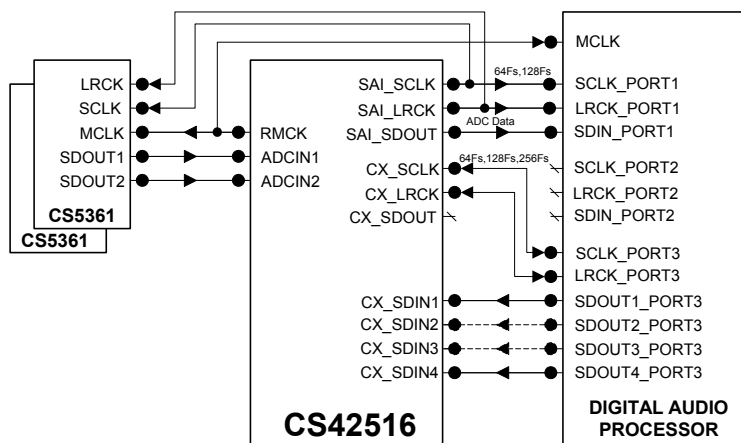 LRCK
SCLK
MCLK
SDOUT1
SDOUT2
CS5361
CS5361
RMCK
ADCIN1
ADCIN2
SAI_SCLK
SAI_LRCK
SAI_SDOUT
CX_SCLK
CX_LRCK
CX_SDOUT
CX_SDIN1
CX_SDIN2
CX_SDIN3
CX_SDIN4
CS42516
64Fs,128Fs
ADC Data
64Fs,128Fs,256Fs
MCLK
SCLK_PORT1
LRCK_PORT1
SDIN_PORT1
SCLK_PORT2
LRCK_PORT2
SDIN_PORT2
SCLK_PORT3
LRCK_PORT3
SDOUT1_PORT3
SDOUT2_PORT3
SDOUT3_PORT3
SDOUT4_PORT3
DIGITAL AUDIO
PROCESSOR